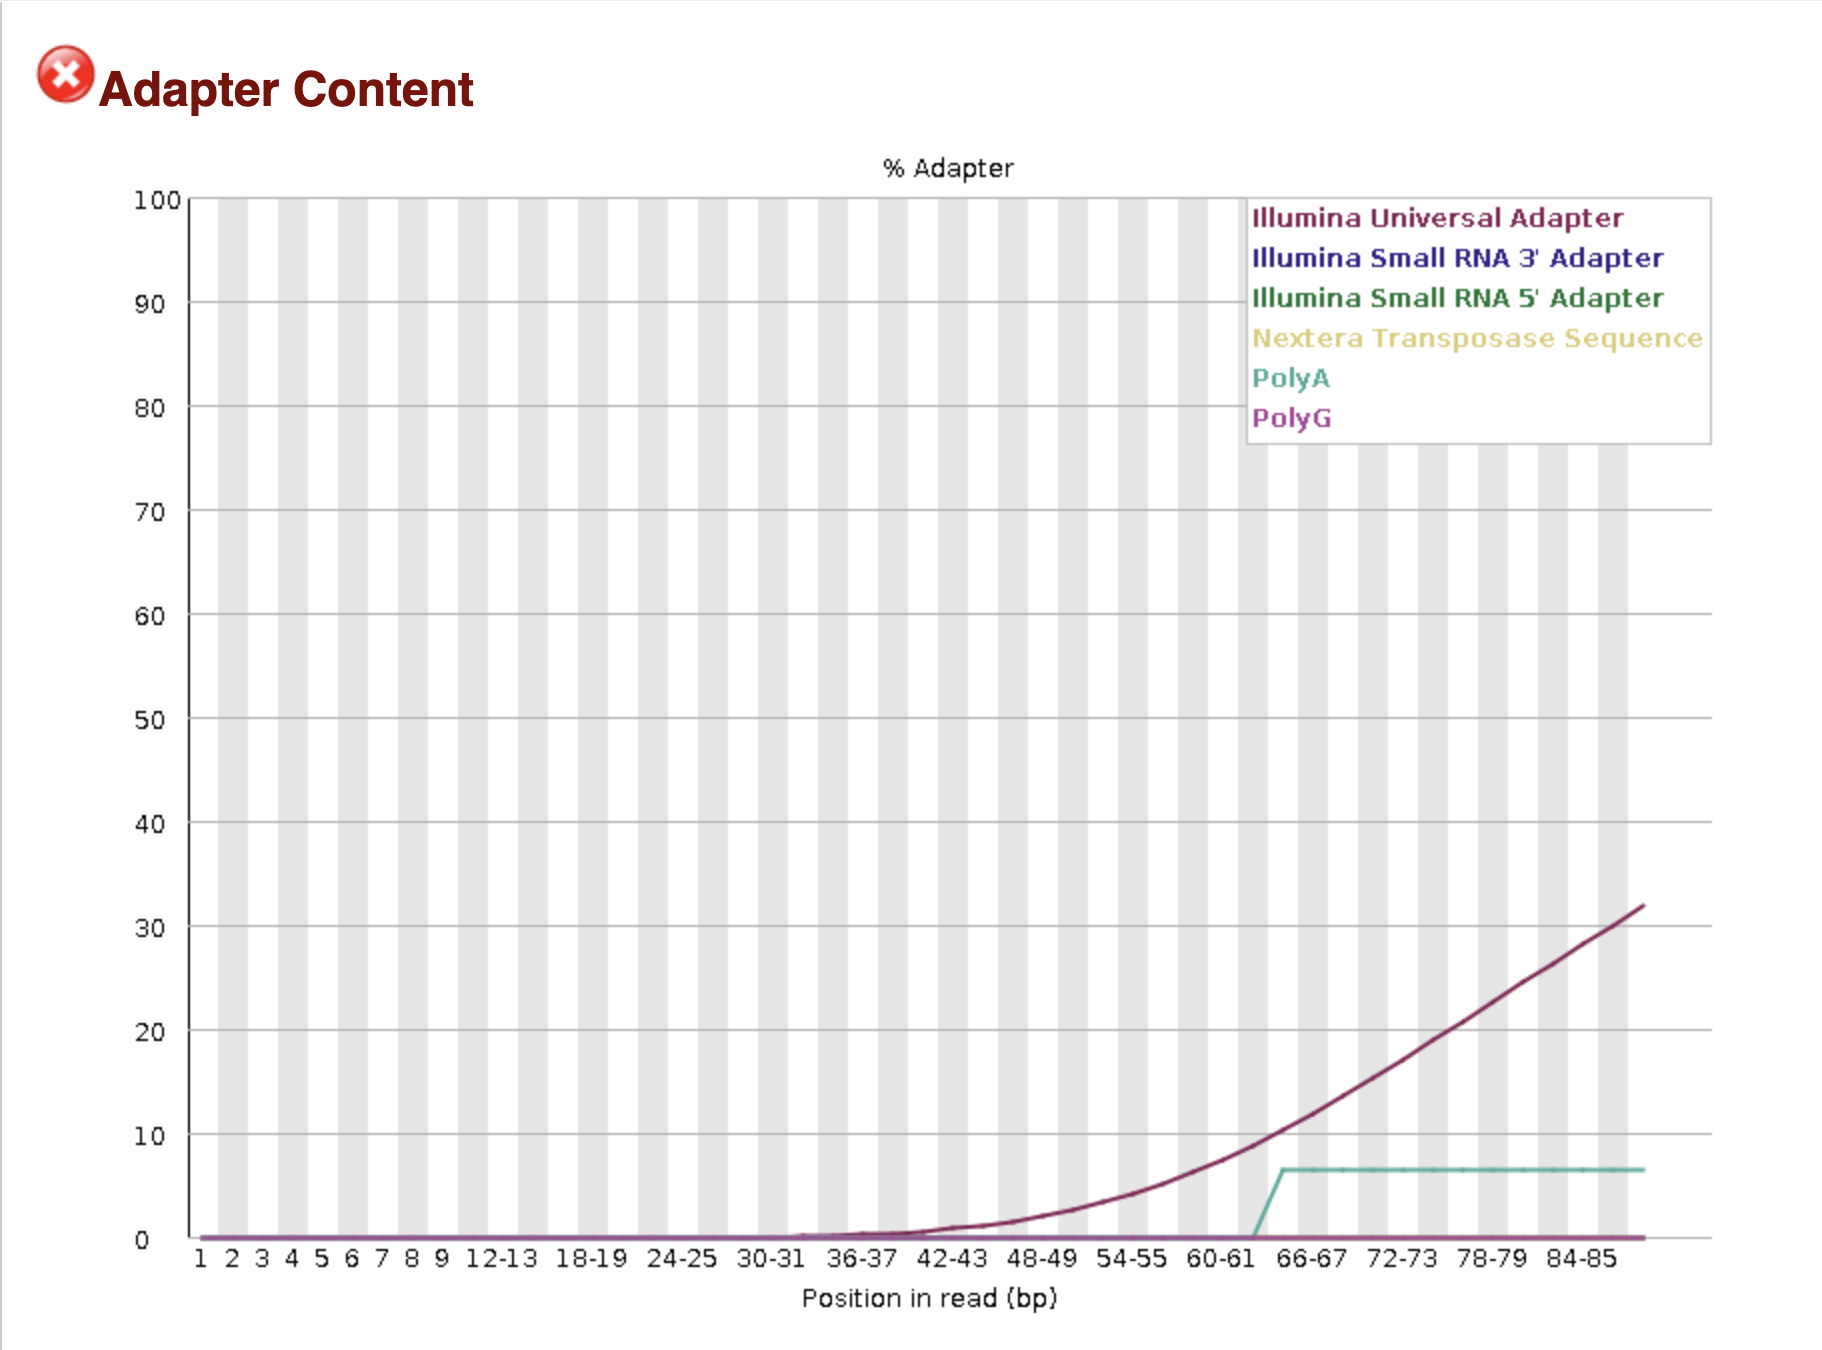 Adapter Content
% Adapter
100
90
80
70
60
50
40
30
20
10
0
Illumina Universal Adapter
Illumina Small RNA 3' Adapter
Illumina Small RNA 5' Adapter
Nextera Transposase Sequence
PolyA
PolyG
1 2 3 4 5 6 7 8 9 12-13 18-19 24-25 30-31 36-37 42-43 48-49 54-55 60-61 66-67 72-73 78-79 84-85
Position in read (bp)